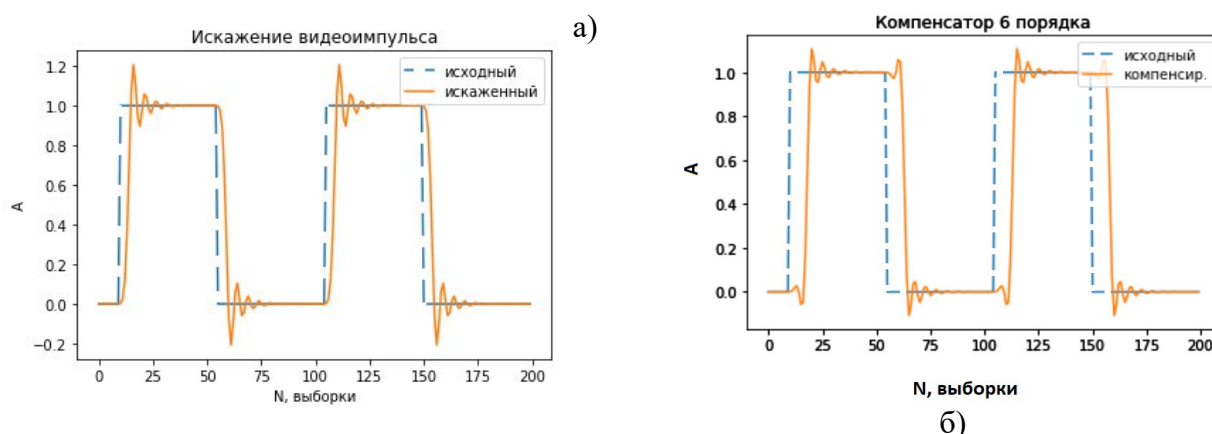 Искажение видеоимпульса
а)
исходный
искаженный
A
1.2
1.0
0.8
0.6
0.4
0.2
0.0
−0.2
0 25 50 75 100 125 150 175 200
N, выборки
Компенсатор 6 порядка
исходный
компенсир.
A
1.0
0.8
0.6
0.4
0.2
0.0
0 25 50 75 100 125 150 175 200
N, выборки
б)